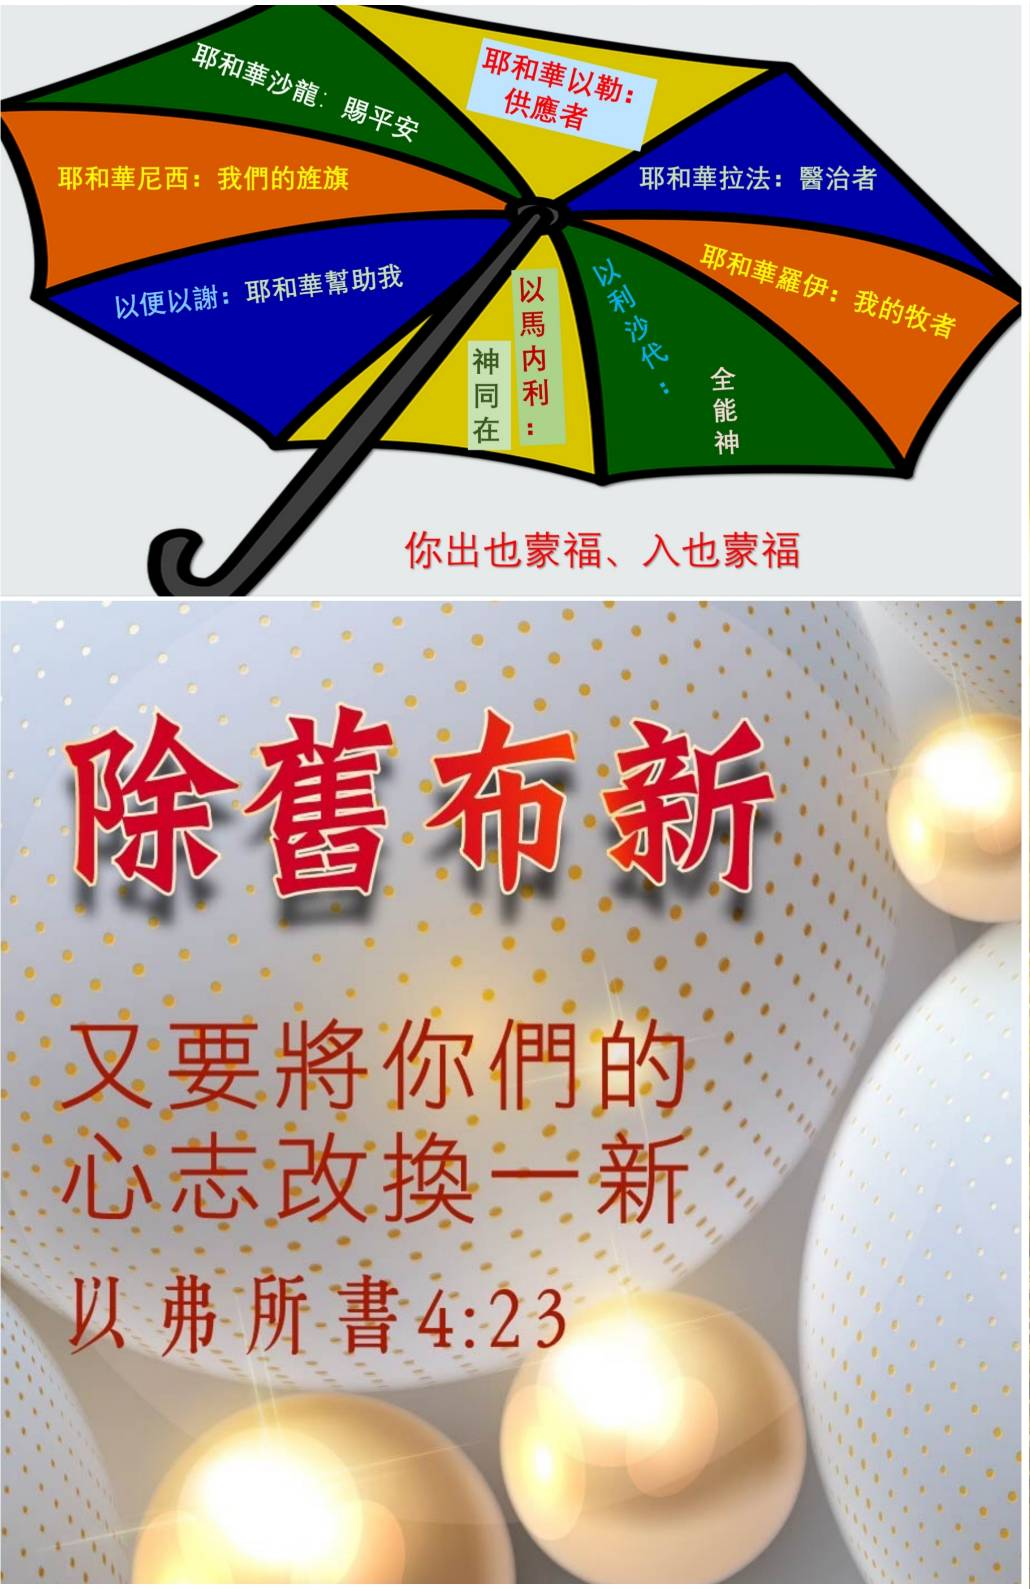 耶和華沙龍：賜平安
耶和華以勒：
供應者
耶和華尼西：我們的旌旗
耶和華拉法：醫治者
以便以謝：耶和華幫助我
耶和華羅伊：我的牧者
以馬内利：
神同在
以利沙代：
全能神
你出也蒙福、入也蒙福
除舊布新
又要將你們的
心志改換一新
以弗所書4:23